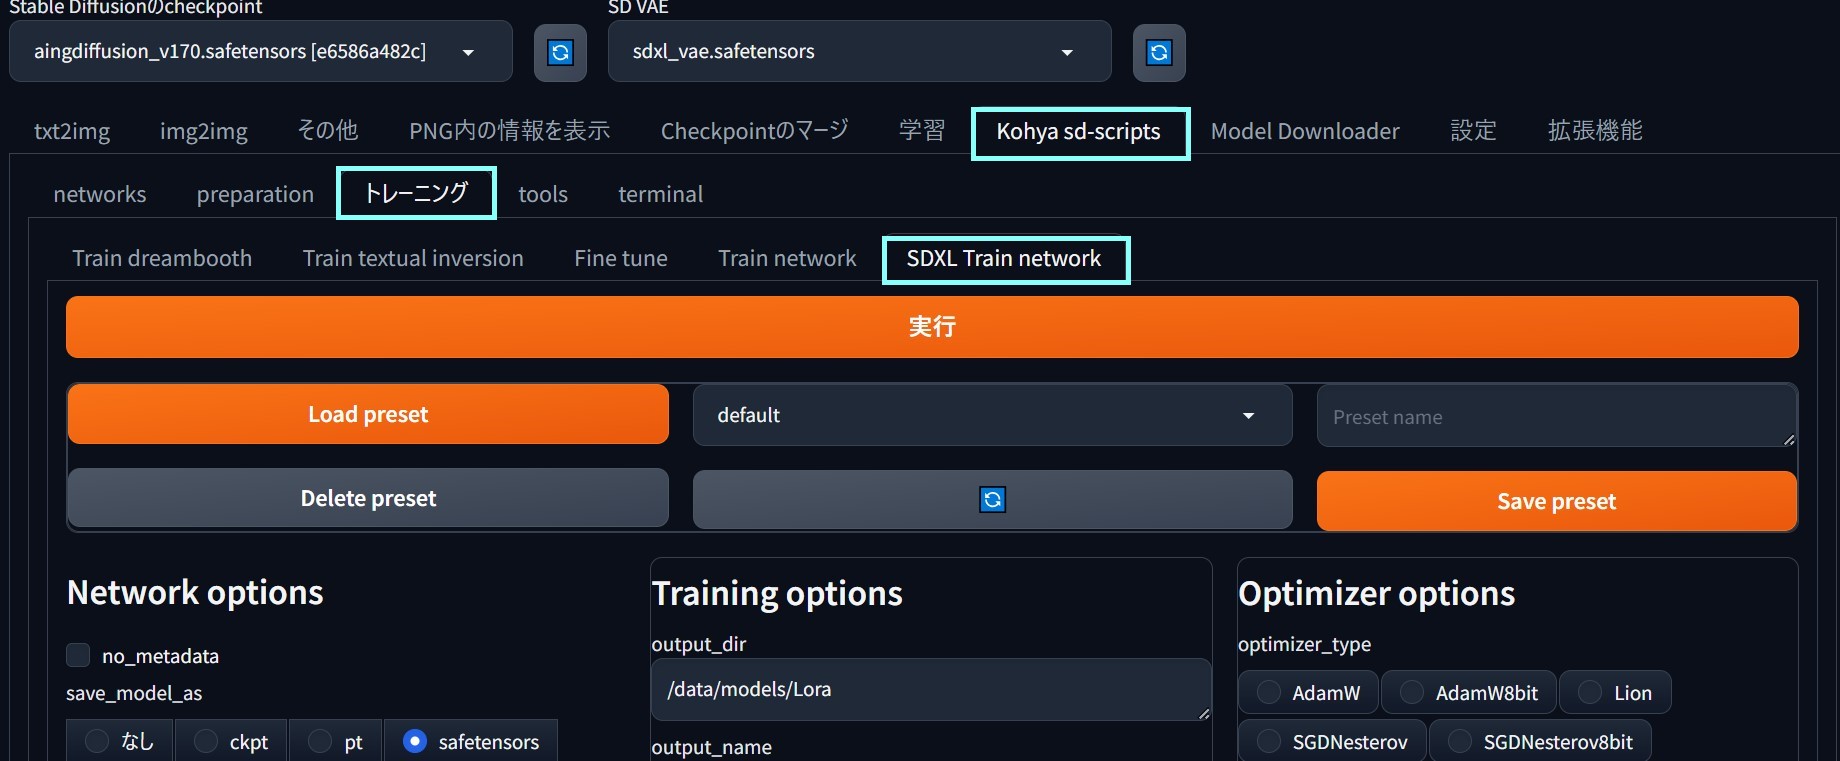 Stable Diffusionのcheckpoint SD VAE
aingdiffusion_v170.safetensors [e6586a482c] sdxl_vae.safetensors
txt2img img2img その他 PNG内の情報を表示 Checkpointのマージ 学習 Kohya sd-scripts Model Downloader 設定 拡張機能
networks preparation トレーニング tools terminal
Train dreambooth Train textual inversion Fine tune Train network SDXL Train network
実行
Load preset default Preset name
Delete preset Save preset
Network options Training options Optimizer options
output_dir optimizer_type
no_metadata
save_model_as /data/models/Lora AdamW AdamW8bit Lion
なし ckpt pt safetensors output_name SGDNesterov SGDNesterov8bit